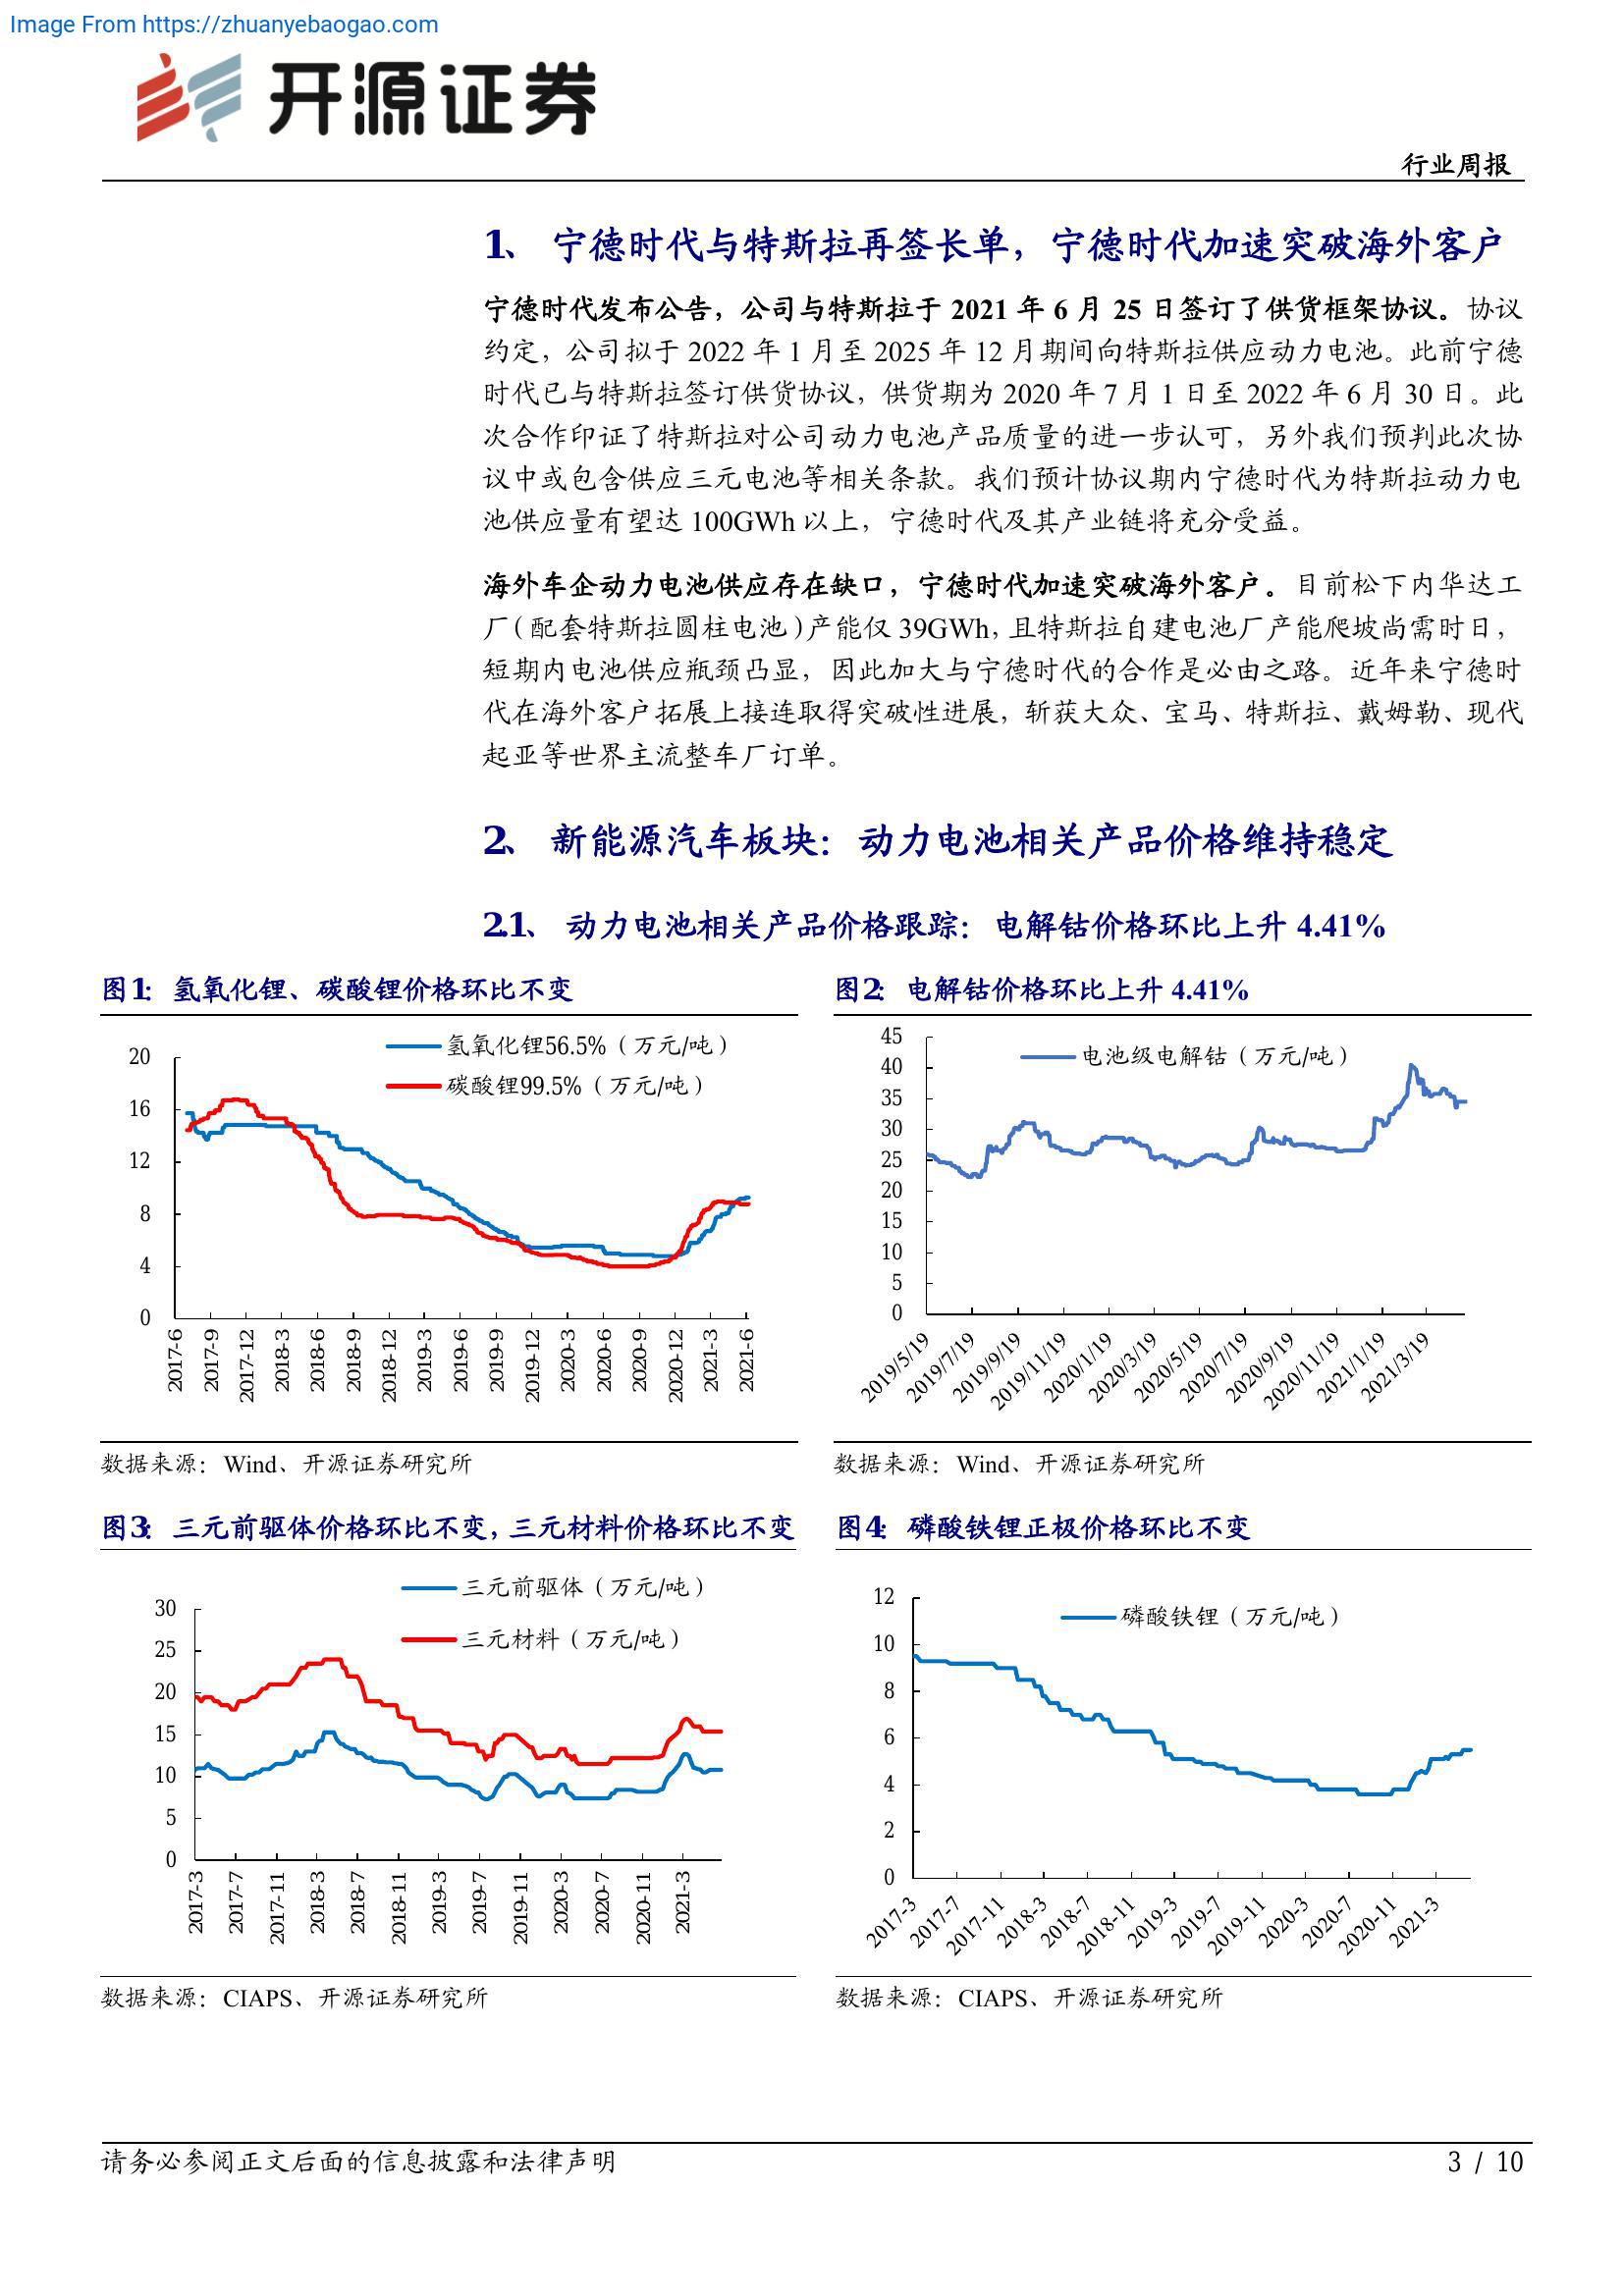 Image From https://zhuanyebaogao.com
开源证券
行业周报
1、 宁德时代与特斯拉再签长单，宁德时代加速突破海外客户
宁德时代发布公告，公司与特斯拉于 2021 年 6 月 25 日签订了供货框架协议。协议
约定，公司拟于 2022 年 1 月至 2025 年 12 月期间向特斯拉供应动力电池。此前宁德
时代已与特斯拉签订供货协议，供货期为 2020 年 7 月 1 日至 2022 年 6 月 30 日。此
次合作印证了特斯拉对公司动力电池产品质量的进一步认可，另外我们预判此次协
议中或包含供应三元电池等相关条款。我们预计协议期内宁德时代为特斯拉动力电
池供应量有望达 100GWh 以上，宁德时代及其产业链将充分受益。
海外车企动力电池供应存在缺口，宁德时代加速突破海外客户。目前松下内华达工
厂（配套特斯拉圆柱电池）产能仅 39GWh，且特斯拉自建电池厂产能爬坡尚需时日，
短期内电池供应瓶颈凸显，因此加大与宁德时代的合作是必由之路。近年来宁德时
代在海外客户拓展上接连取得突破性进展，斩获大众、宝马、特斯拉、戴姆勒、现代
起亚等世界主流整车厂订单。
2、 新能源汽车板块：动力电池相关产品价格维持稳定
2.1、 动力电池相关产品价格跟踪：电解钴价格环比上升 4.41%
图1： 氢氧化锂、碳酸锂价格环比不变
氢氧化锂56.5%（万元/吨）
碳酸锂99.5%（万元/吨）
20
16
12
8
4
0
2017-6
2017-9
2017-12
2018-3
2018-6
2018-9
2018-12
2019-3
2019-6
2019-9
2019-12
2020-3
2020-6
2020-9
2020-12
2021-3
2021-6
数据来源：Wind、开源证券研究所
图2： 电解钴价格环比上升 4.41%
电池级电解钴（万元/吨）
45
40
35
30
25
20
15
10
5
0
2019/5/19
2019/7/19
2019/9/19
2019/11/19
2020/1/19
2020/3/19
2020/5/19
2020/7/19
2020/9/19
2020/11/19
2021/1/19
2021/3/19
数据来源：Wind、开源证券研究所
图3： 三元前驱体价格环比不变，三元材料价格环比不变
三元前驱体（万元/吨）
三元材料（万元/吨）
30
25
20
15
10
5
0
2017-3
2017-7
2017-11
2018-3
2018-7
2018-11
2019-3
2019-7
2019-11
2020-3
2020-7
2020-11
2021-3
数据来源：CIAPS、开源证券研究所
图4： 磷酸铁锂正极价格环比不变
磷酸铁锂（万元/吨）
12
10
8
6
4
2
0
2017-3
2017-7
2017-11
2018-3
2018-7
2018-11
2019-3
2019-7
2019-11
2020-3
2020-7
2020-11
2021-3
数据来源：CIAPS、开源证券研究所
请务必参阅正文后面的信息披露和法律声明
3 / 10